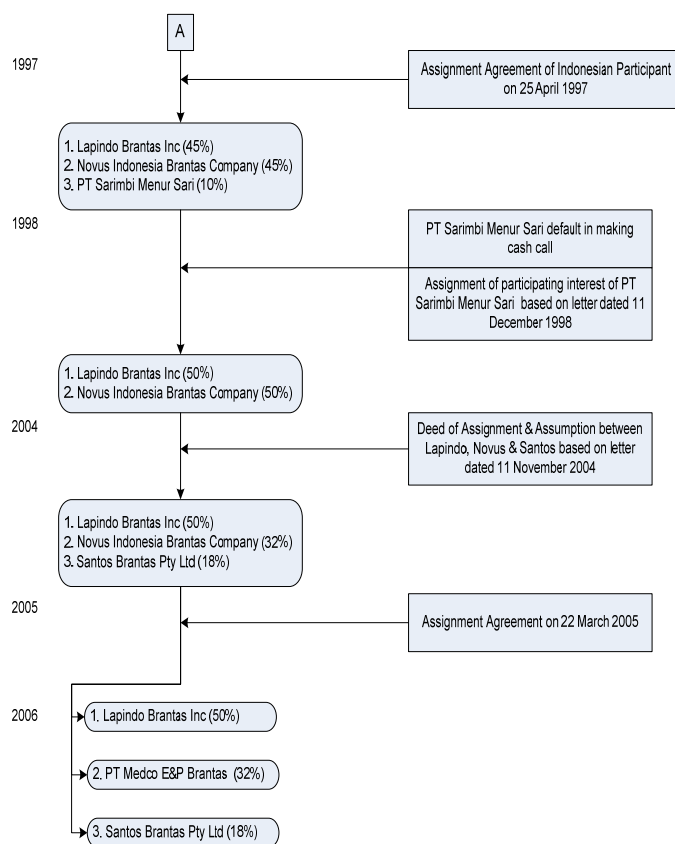 A
1997
Assignment Agreement of Indonesian Participant
on 25 April 1997
1. Lapindo Brantas Inc (45%)
2. Novus Indonesia Brantas Company (45%)
3. PT Sarimbi Menur Sari (10%)
1998
PT Sarimbi Menur Sari default in making
cash call
Assignment of participating interest of PT
Sarimbi Menur Sari based on letter dated 11
December 1998
1. Lapindo Brantas Inc (50%)
2. Novus Indonesia Brantas Company (50%)
2004
Deed of Assignment & Assumption between
Lapindo, Novus & Santos based on letter
dated 11 November 2004
1. Lapindo Brantas Inc (50%)
2. Novus Indonesia Brantas Company (32%)
3. Santos Brantas Pty Ltd (18%)
2005
Assignment Agreement on 22 March 2005
2006
1. Lapindo Brantas Inc (50%)
2. PT Medco E&P Brantas (32%)
3. Santos Brantas Pty Ltd (18%)